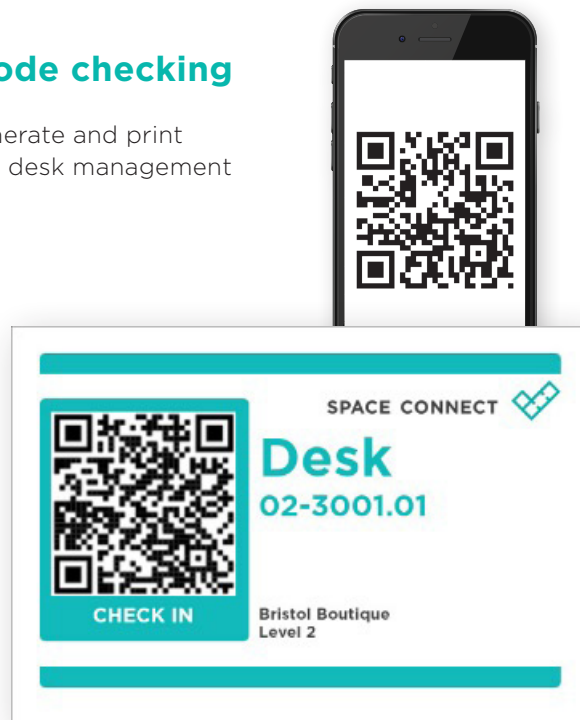 ode checking
nerate and print
desk management
SPACE CONNECT
Desk
02-3001.01
CHECK IN
Bristol Boutique
Level 2